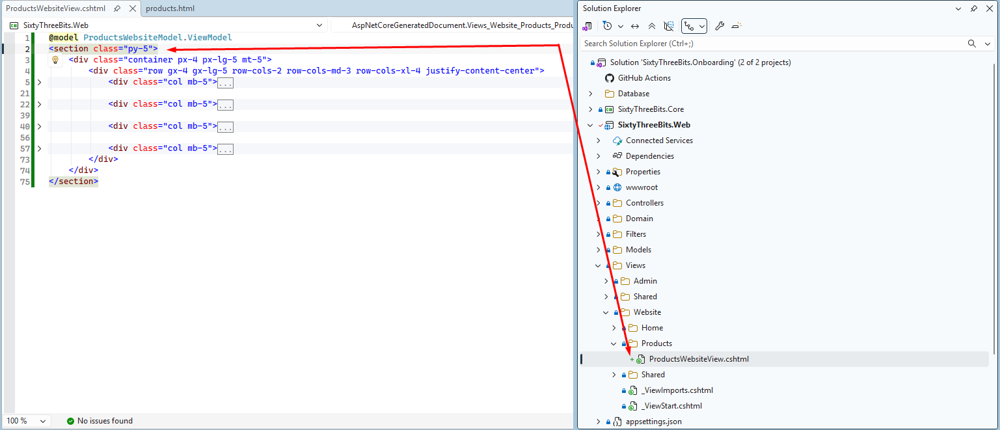 ProductsWebsiteView.cshtml
products.html
SixtyThreeBits.Web
AspNetCoreGeneratedDocument.Views_Website_Products_Produ
1 @model ProductsWebsiteModel.ViewModel
2 <section class="py-5">
3 <div class="container px-4 px-lg-5 mt-5">
4 <div class="row gx-4 gx-lg-5 row-cols-2 row-cols-md-3 row-cols-xl-4 justify-content-center">
5 <div class="col mb-5">...
21
22 <div class="col mb-5">...
39
40 <div class="col mb-5">...
56
57 <div class="col mb-5">...
73 </div>
74 </div>
75 </section>
100 %
No issues found
Solution Explorer
Search Solution Explorer (Ctrl+;)
Solution 'SixtyThreeBits.Onboarding' (2 of 2 projects)
GitHub Actions
Database
C# SixtyThreeBits.Core
SixtyThreeBits.Web
Connected Services
Dependencies
Properties
wwwroot
Controllers
Domain
Filters
Models
Views
Admin
Shared
Website
Home
Products
ProductsWebsiteView.cshtml
Shared
_ViewImports.cshtml
_ViewStart.cshtml
appsettings.json